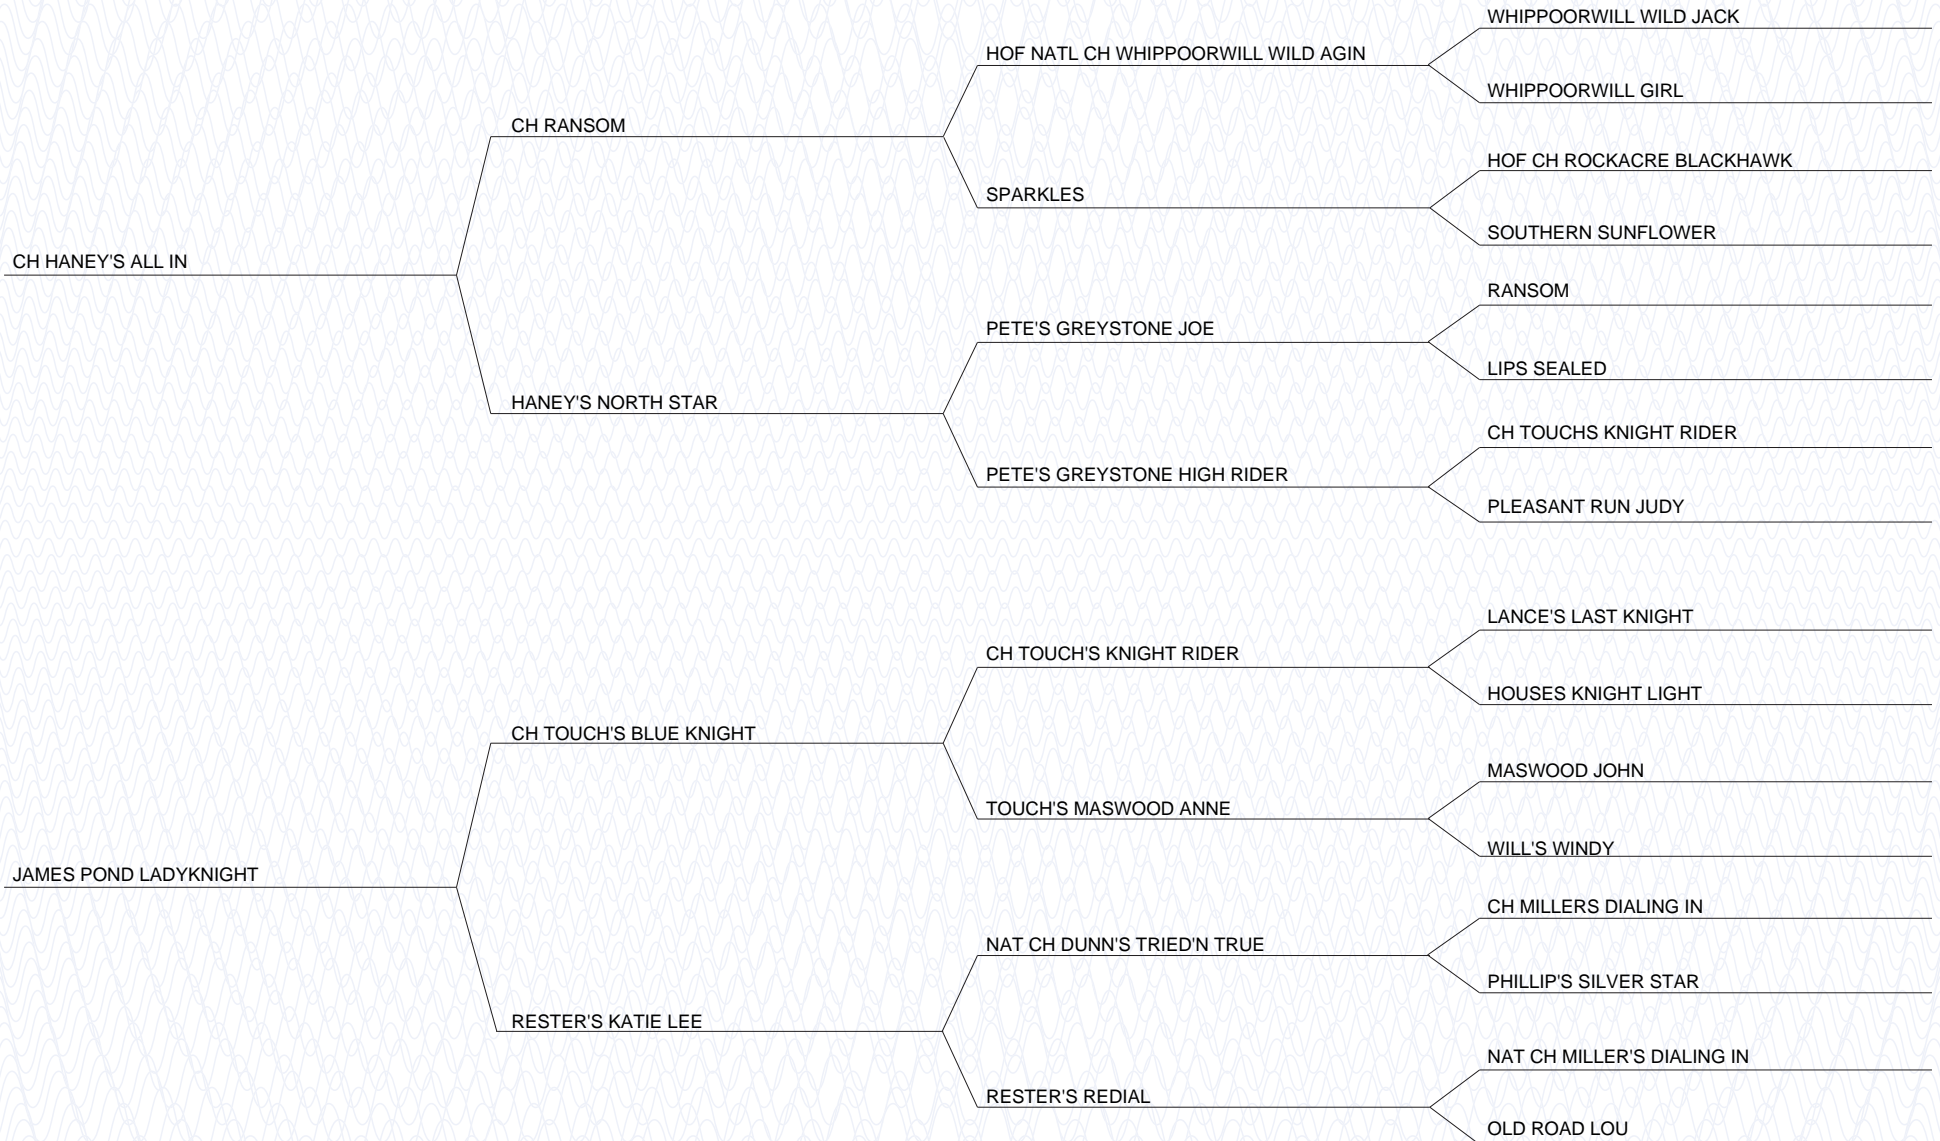 WHIPPOORWILL WILD JACK
HOF NATL CH WHIPPOORWILL WILD AGIN
WHIPPOORWILL GIRL
CH RANSOM
HOF CH ROCKACRE BLACKHAWK
SPARKLES
SOUTHERN SUNFLOWER
CH HANEY'S ALL IN
RANSOM
PETE'S GREYSTONE JOE
LIPS SEALED
HANEY'S NORTH STAR
CH TOUCHS KNIGHT RIDER
PETE'S GREYSTONE HIGH RIDER
PLEASANT RUN JUDY
LANCE'S LAST KNIGHT
CH TOUCH'S KNIGHT RIDER
HOUSES KNIGHT LIGHT
CH TOUCH'S BLUE KNIGHT
MASWOOD JOHN
TOUCH'S MASWOOD ANNE
WILL'S WINDY
JAMES POND LADYKNIGHT
CH MILLERS DIALING IN
NAT CH DUNN'S TRIED'N TRUE
PHILLIP'S SILVER STAR
RESTER'S KATIE LEE
NAT CH MILLER'S DIALING IN
RESTER'S REDIAL
OLD ROAD LOU